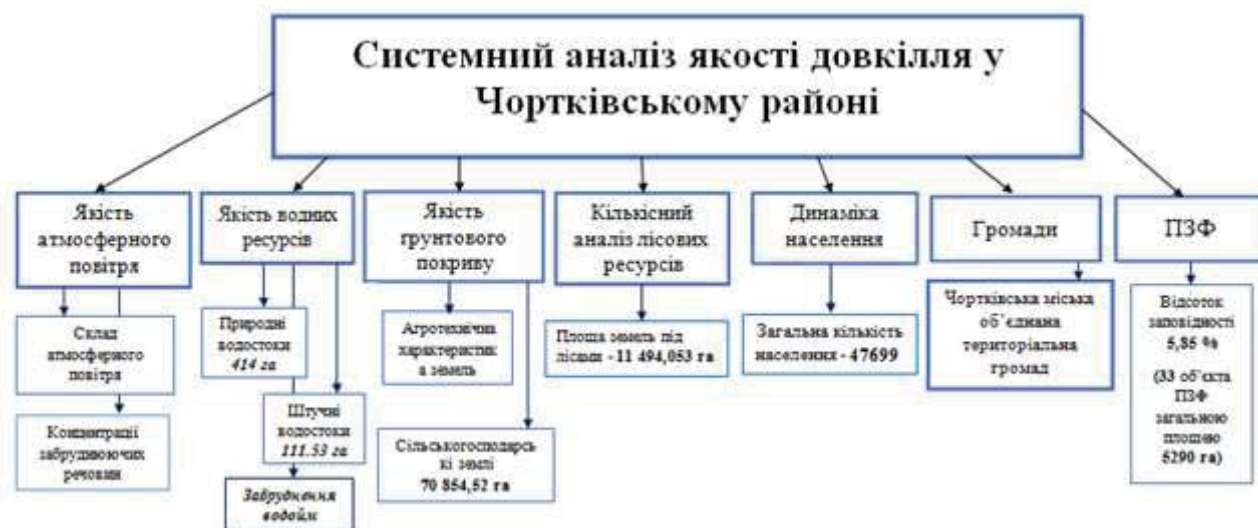 Системний аналіз якості довкілля у
Чортківському районі
Якість
атмосферного
повітря
Якість водних
ресурсів
Якість
ґрунтового
покриву
Кількісний
аналіз лісових
ресурсів
Динаміка
населення
Громади
ПЗФ
Склад
атмосферного
повітря
Концентрації
забруднюючих
речовин
Природні
водостоки
414 га
Штучні
водостоки
111.53 га
Забруднення
водойм
Агротехнічна
характеристик
а земель
Сільськогосподарсь
кі землі
70 854,52 га
Площа земель під
лісами - 11 494,053 га
Загальна кількість
населення - 47699
Чортківська міська
об’єднана
територіальна
громад
Відсоток
заповідності
5,85 %
(33 об’єкта
ПЗФ
загальною
площею
5290 га)